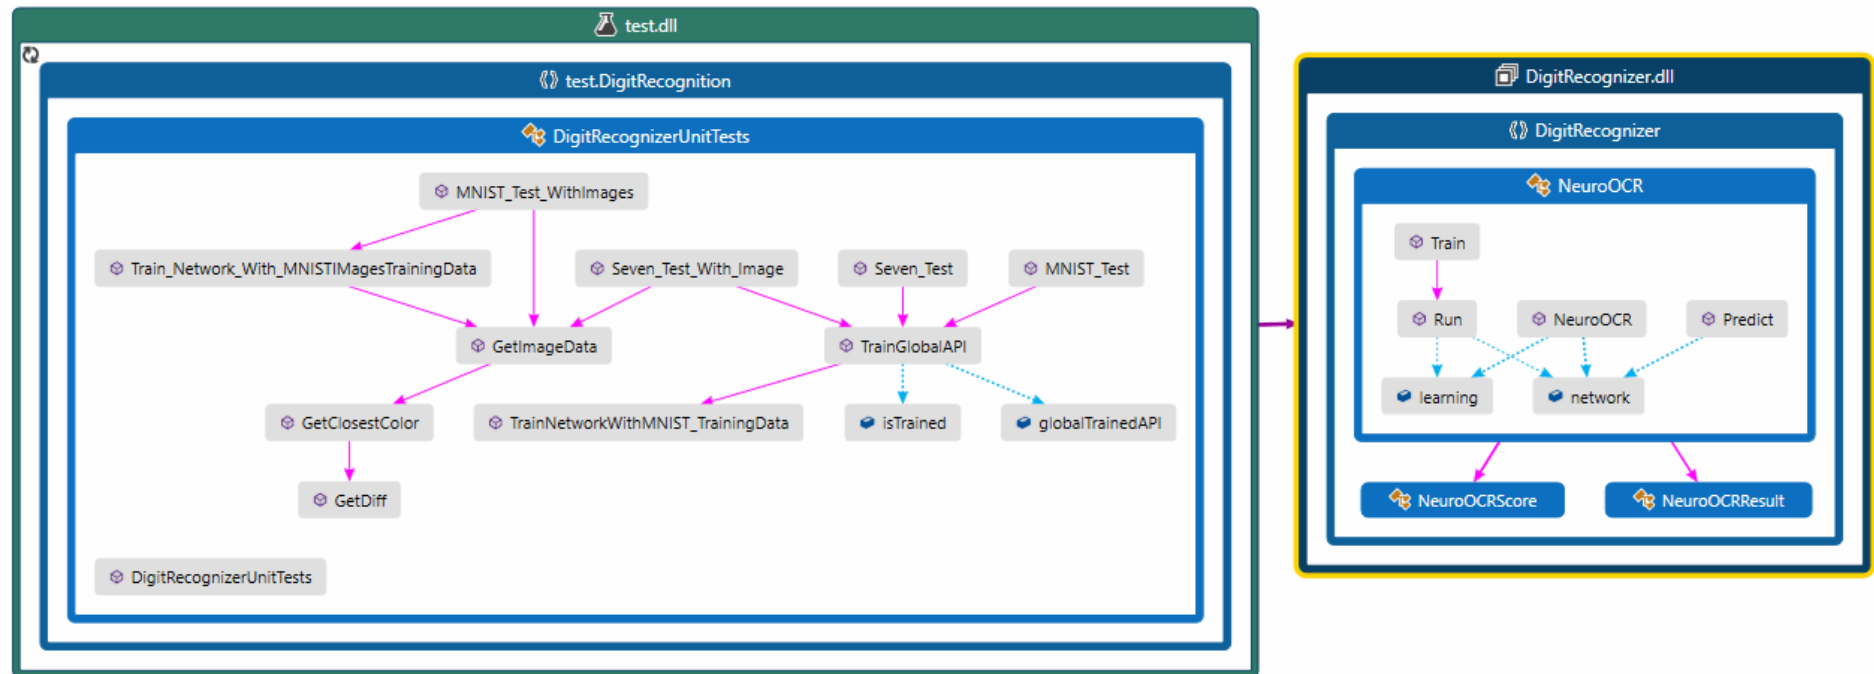 test.dll
test.DigitRecognition
DigitRecognizerUnitTests
MNIST_Test_WithImages
Train_Network_With_MNISTIMagesTrainingData
Seven_Test_With_Image
Seven_Test
MNIST_Test
GetImageData
TrainGlobalAPI
GetClosestColor
TrainNetworkWithMNIST_TrainingData
isTrained
globalTrainedAPI
GetDiff
DigitRecognizerUnitTests
DigitRecognizer.dll
DigitRecognizer
NeuroOCR
Train
Run
NeuroOCR
Predict
learning
network
NeuroOCRScore
NeuroOCRResult